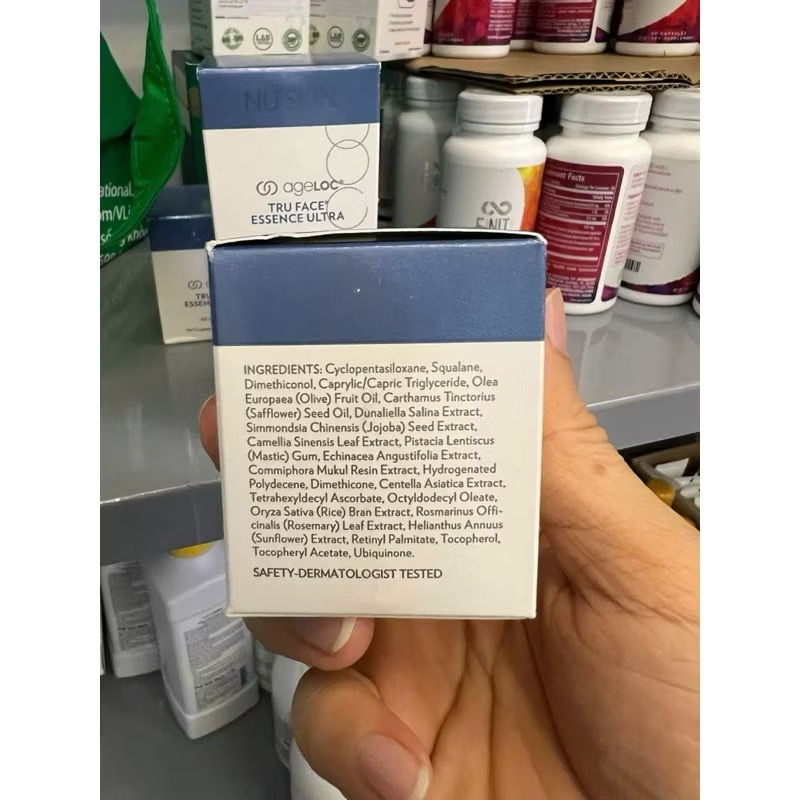 LAB
NU SKIN
ageLOC®
TRU FACE®
ESSENCE ULTRA
INGREDIENTS: Cyclopentasiloxane, Squalane,
Dimethiconol, Caprylic/Capric Triglyceride, Olea
Europaea (Olive) Fruit Oil, Carthamus Tinctorius
(Safflower) Seed Oil, Dunaliella Salina Extract,
Simmondsia Chinensis (Jojoba) Seed Extract,
Camellia Sinensis Leaf Extract, Pistacia Lentiscus
(Mastic) Gum, Echinacea Angustifolia Extract,
Commiphora Mukul Resin Extract, Hydrogenated
Polydecene, Dimethicone, Centella Asiatica Extract,
Tetrahexyldecyl Ascorbate, Octyldodecyl Oleate,
Oryza Sativa (Rice) Bran Extract, Rosmarinus Offi-
cinalis (Rosemary) Leaf Extract, Helianthus Annuus
(Sunflower) Extract, Retinyl Palmitate, Tocopherol,
Tocopheryl Acetate, Ubiquinone.
SAFETY-DERMATOLOGIST TESTED